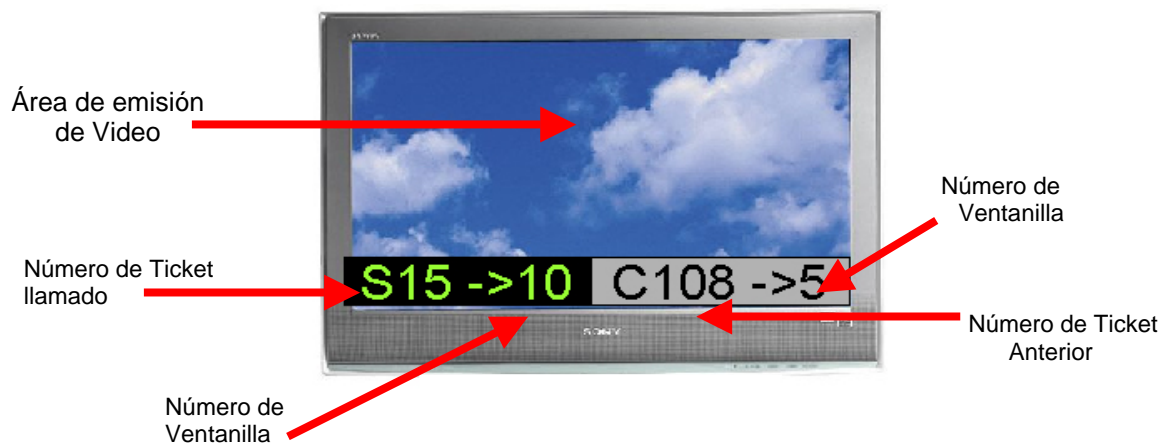 Área de emisión
de Video
Número de
Ventanilla
Número de Ticket
llamado
S15 ->10
C108 ->5
SONY
Número de Ticket
Anterior
Número de
Ventanilla